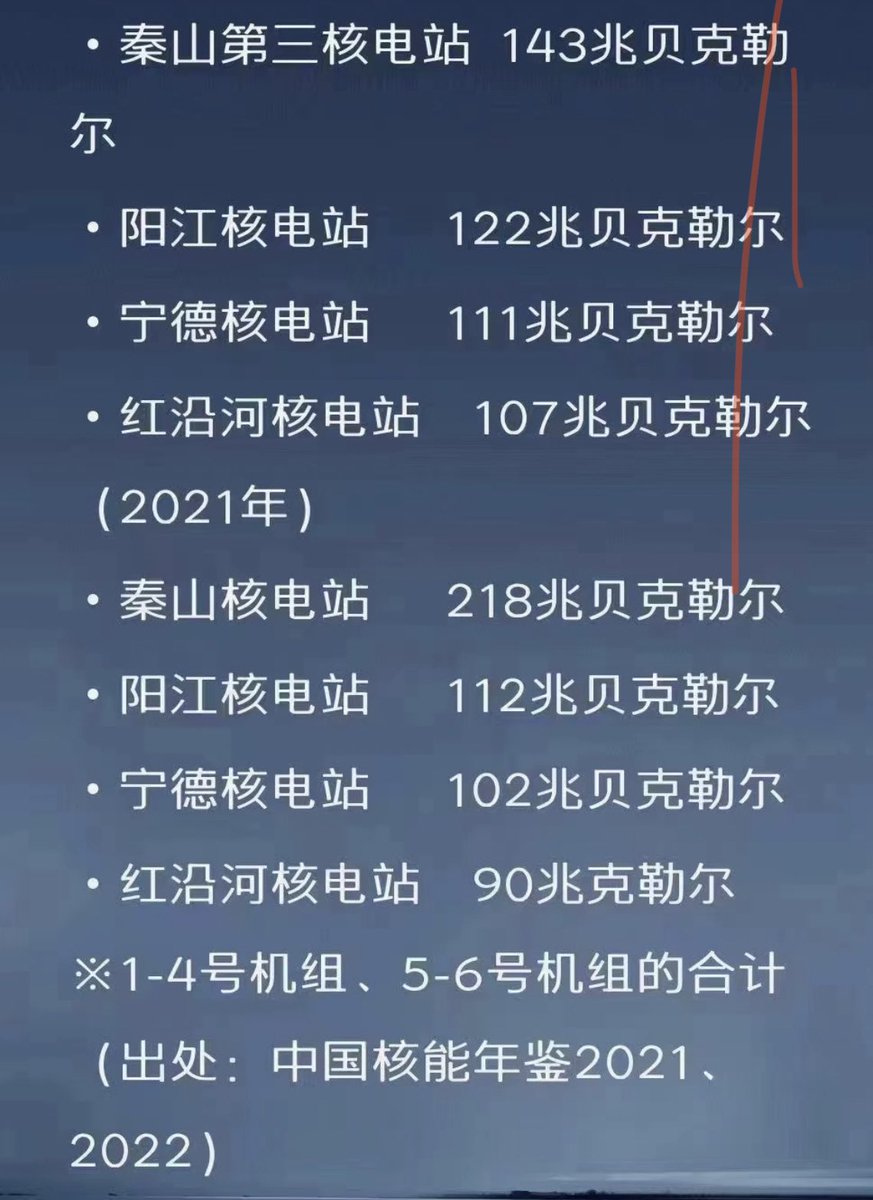 ·秦山第三核电站 143兆贝克勒
尔
·阳江核电站 122兆贝克勒尔
·宁德核电站 111兆贝克勒尔
·红沿河核电站 107兆贝克勒尔
(2021年)
·秦山核电站 218兆贝克勒尔
·阳江核电站 112兆贝克勒尔
·宁德核电站 102兆贝克勒尔
·红沿河核电站 90兆克勒尔
※1-4号机组、5-6号机组的合计
(出处：中国核能年鉴2021、
2022)